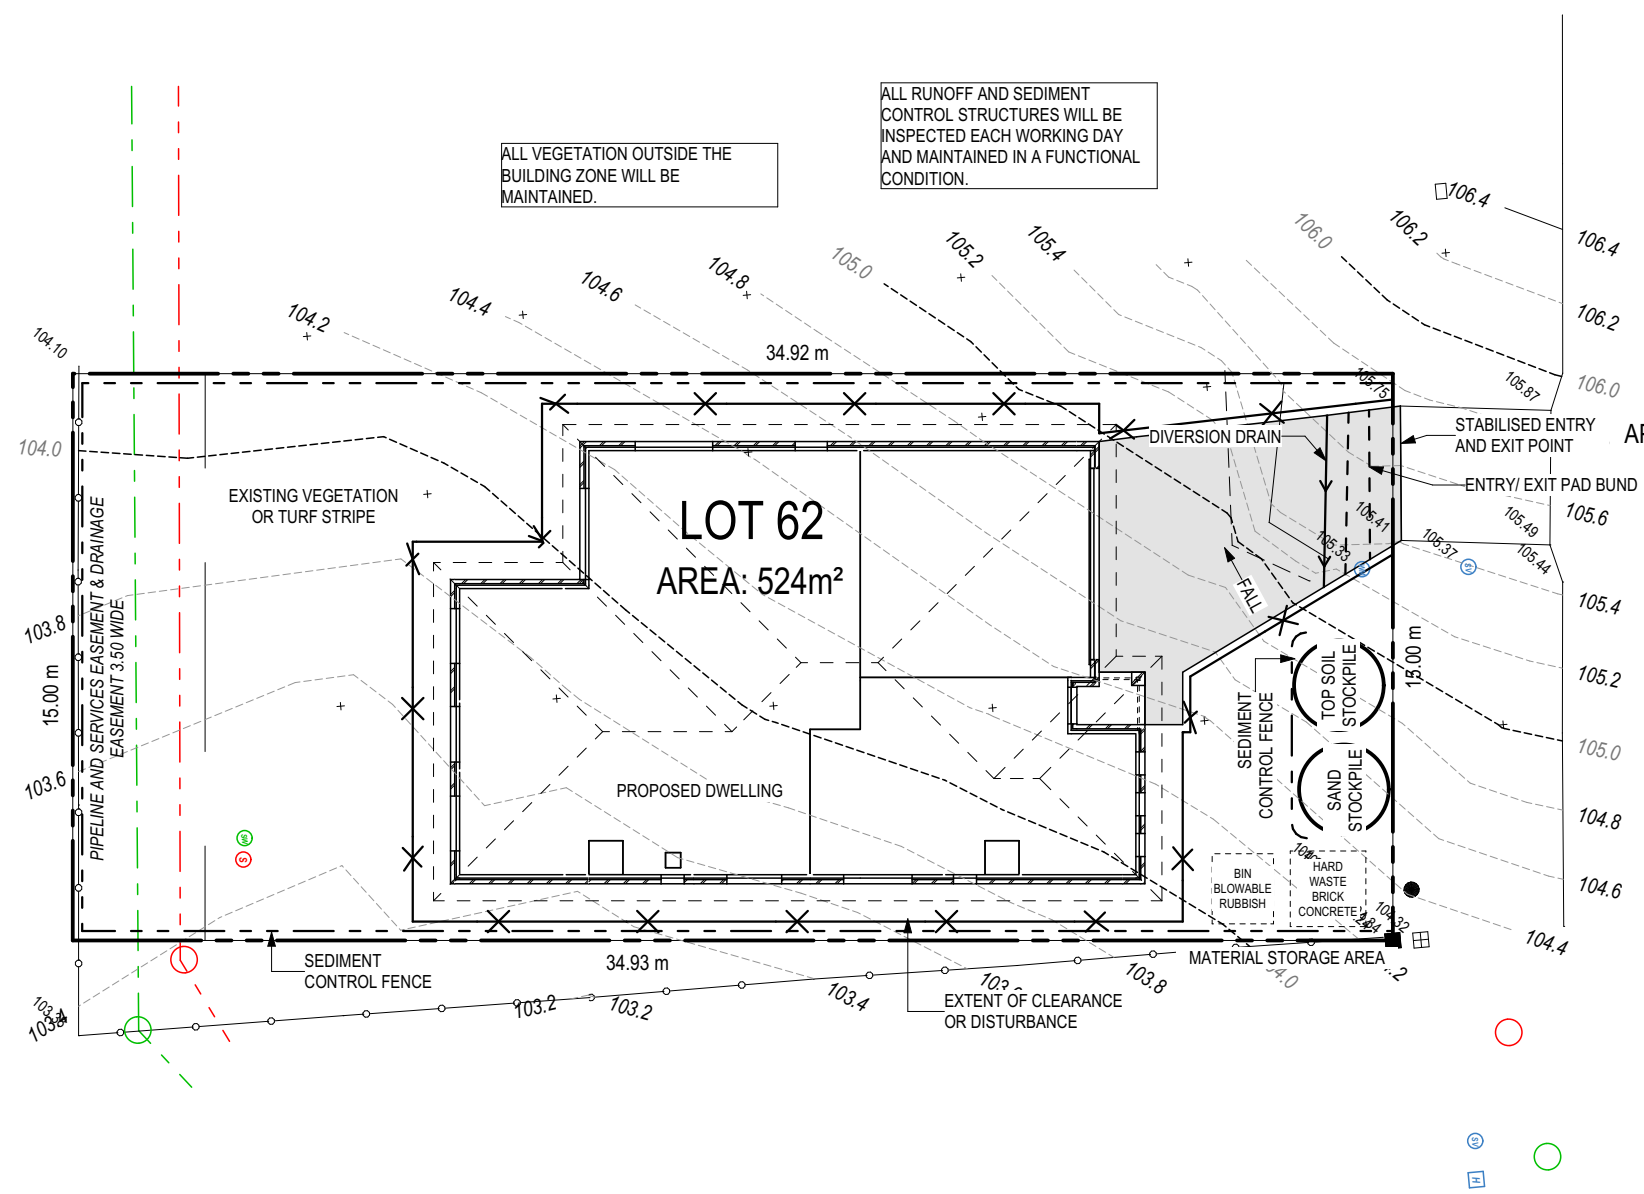 ALL RUNOFF AND SEDIMENT
CONTROL STRUCTURES WILL BE
INSPECTED EACH WORKING DAY
AND MAINTAINED IN A FUNCTIONAL
CONDITION.
ALL VEGETATION OUTSIDE THE
BUILDING ZONE WILL BE
MAINTAINED.
106.4
106.2
106.0
105.4
105.2
105.0
104.8
104.6
104.4
104.2
104.10
106.4
106.2
106.0
34.92 m
105.75
105.87
STABILISED ENTRY
AND EXIT POINT
DIVERSION DRAIN
ENTRY/ EXIT PAD BUND
104.0
EXISTING VEGETATION
OR TURF STRIPE
LOT 62
AREA: 524m²
105.41
105.33
105.37
105.49
105.44
105.6
SV
FALL
105.4
103.8
15.00 m
103.6
PIPELINE AND SERVICES EASEMENT & DRAINAGE
EASEMENT 3.50 WIDE
SEDIMENT
CONTROL FENCE
TOP SOIL
STOCKPILE
SAND
STOCKPILE
15.00 m
105.2
105.0
104.8
104.6
104.4
PROPOSED DWELLING
SW
S
BIN
BLOWABLE
RUBBISH
HARD
WASTE
BRICK
CONCRETE
104.32
MATERIAL STORAGE AREA
SEDIMENT
CONTROL FENCE
34.93 m
103.4
103.2
103.2
103.4
103.8
EXTENT OF CLEARANCE
OR DISTURBANCE
SV
H